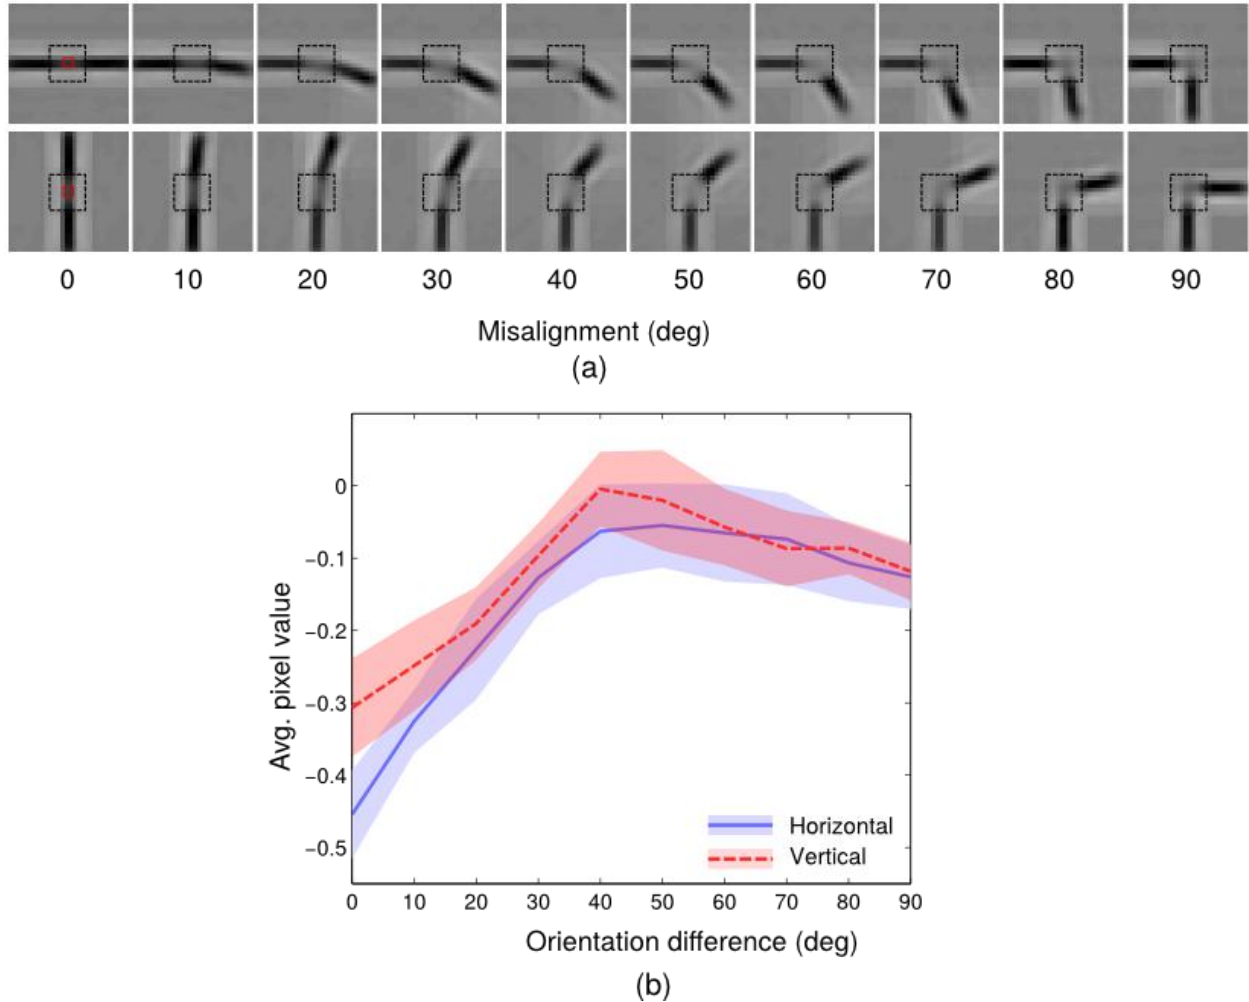 0 10 20 30 40 50 60 70 80 90
Misalignment (deg)
(a)
0
−0.1
−0.2
−0.3
−0.4
−0.5
Avg. pixel value
Horizontal
Vertical
0 10 20 30 40 50 60 70 80 90
Orientation difference (deg)
(b)